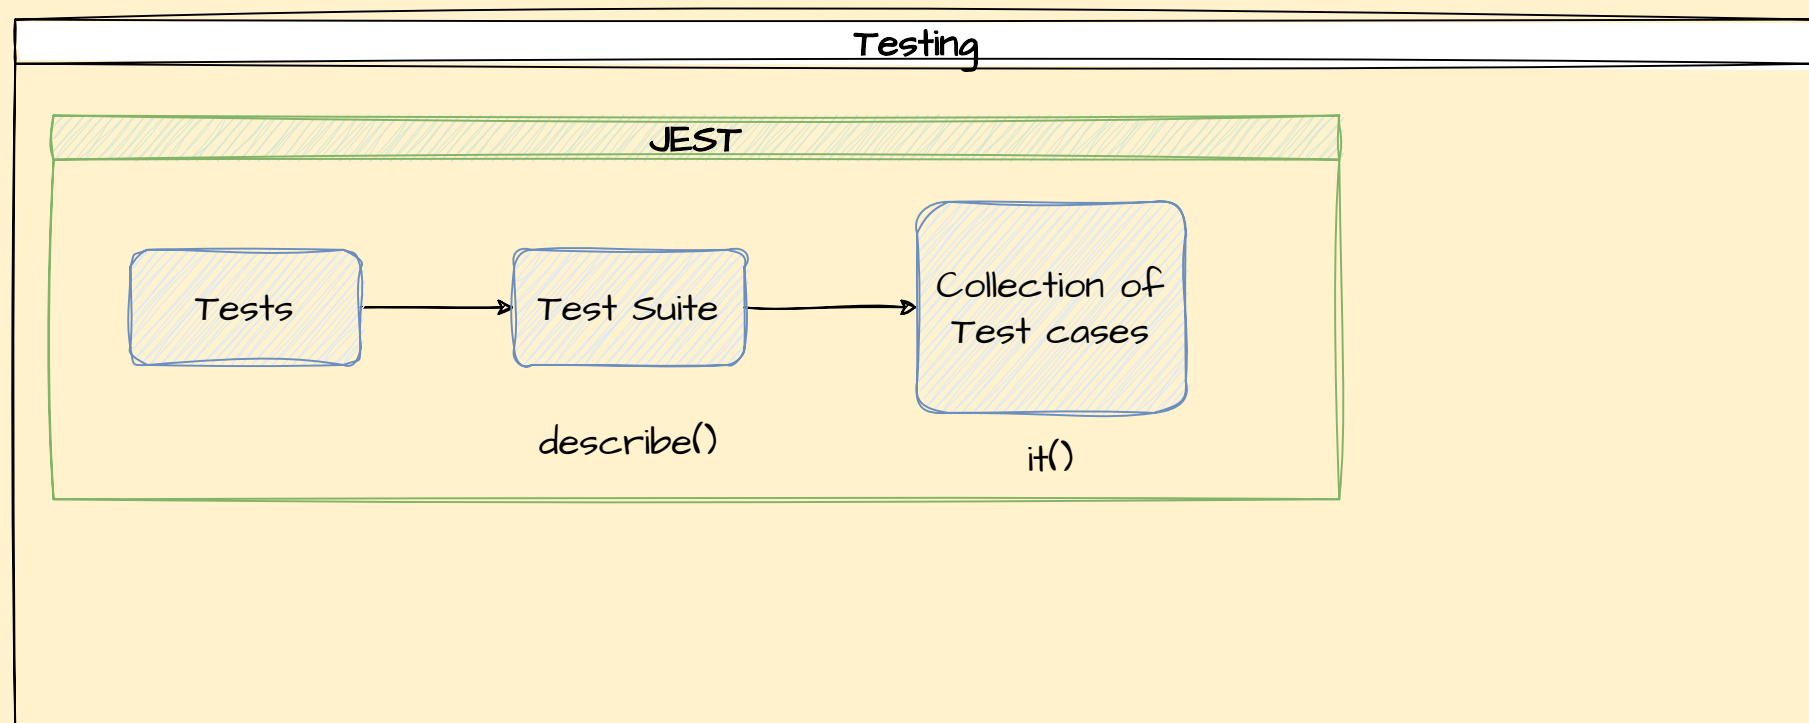 Testing
JEST
Tests
Test Suite
Collection of
Test cases
describe()
it()